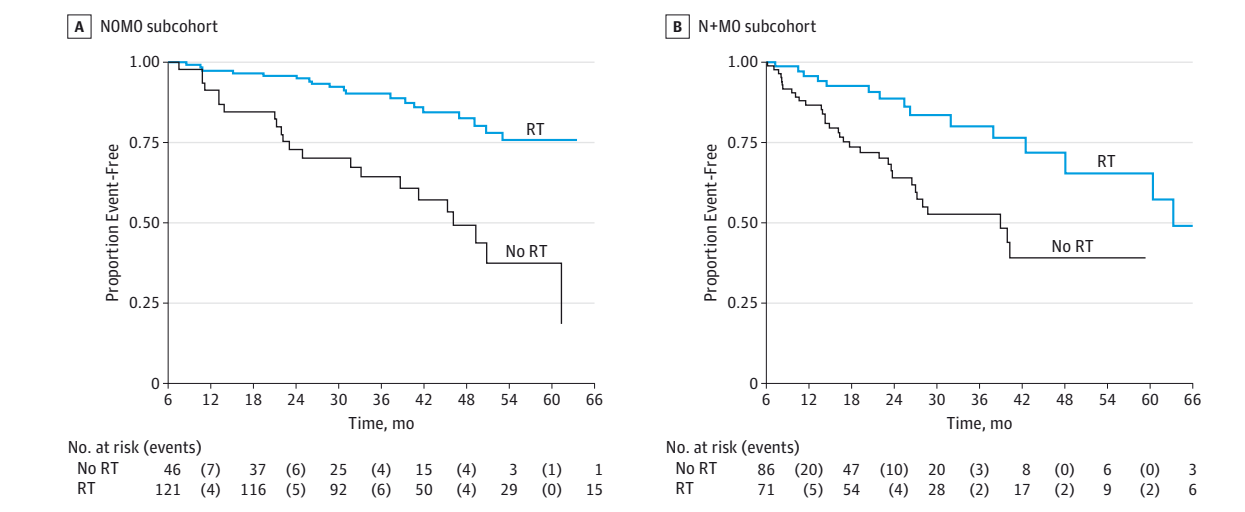 A N0M0 subcohort
1.00
0.75
0.50
0.25
0
Proportion Event-Free
RT
No RT
6 12 18 24 30 36 42 48 54 60 66
Time, mo
No. at risk (events)
No RT 46 (7) 37 (6) 25 (4) 15 (4) 3 (1) 1
RT 121 (4) 116 (5) 92 (6) 50 (4) 29 (0) 15
B N+M0 subcohort
1.00
0.75
0.50
0.25
0
Proportion Event-Free
RT
No RT
6 12 18 24 30 36 42 48 54 60 66
Time, mo
No. at risk (events)
No RT 86 (20) 47 (10) 20 (3) 8 (0) 6 (0) 3
RT 71 (5) 54 (4) 28 (2) 17 (2) 9 (2) 6